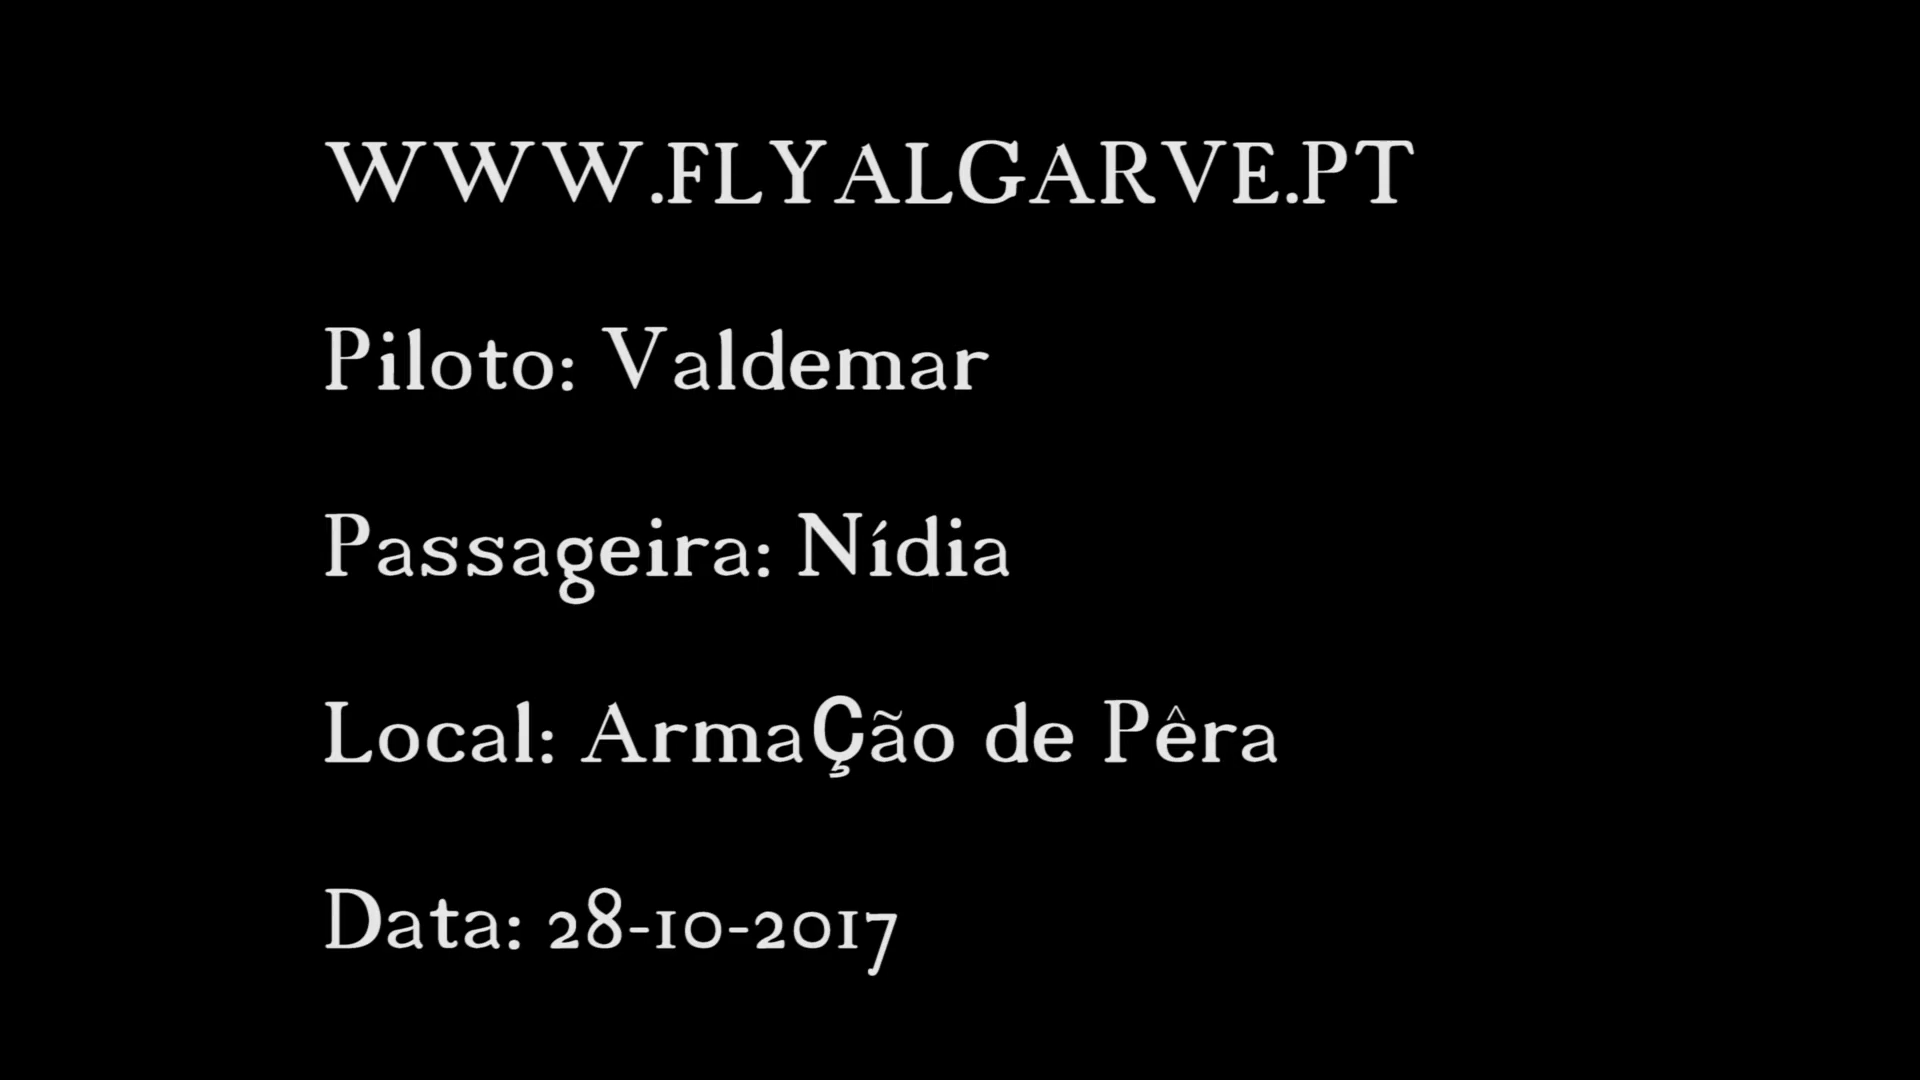 WWW.FLYALGARVE.PT
Piloto: Valdemar
Passageira: Nídia
Local: ArmaÇão de Pêra
Data: 28-10-2017